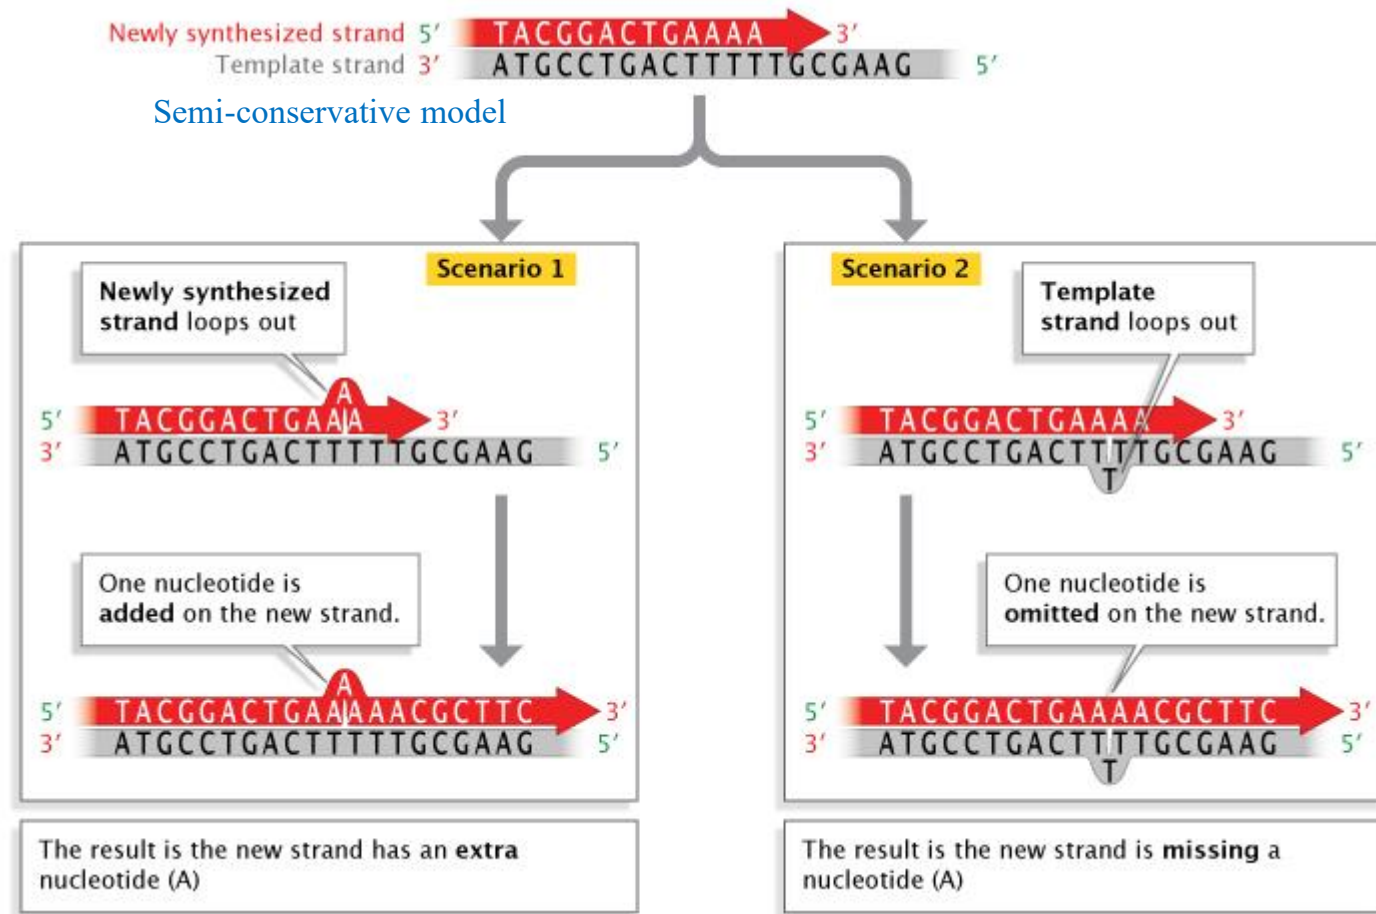 Newly synthesized strand 5′ TACGGACTGAAAA 3′
Template strand 3′ ATGCCTGACTTTTTGCGAAG 5′
Semi-conservative model
Scenario 1
Newly synthesized
strand loops out
A
5′ TACGGACTGAAA 3′
3′ ATGCCTGACTTTTTGCGAAG 5′
One nucleotide is
added on the new strand.
A
5′ TACGGACTGAAAAACGCTTC 3′
3′ ATGCCTGACTTTTTGCGAAG 5′
The result is the new strand has an extra
nucleotide (A)
Scenario 2
Template
strand loops out
5′ TACGGACTGAAAA 3′
3′ ATGCCTGACTTTTGCGAAG 5′
T
One nucleotide is
omitted on the new strand.
5′ TACGGACTGAAAACGCTTC 3′
3′ ATGCCTGACTTTTGCGAAG 5′
T
The result is the new strand is missing a
nucleotide (A)